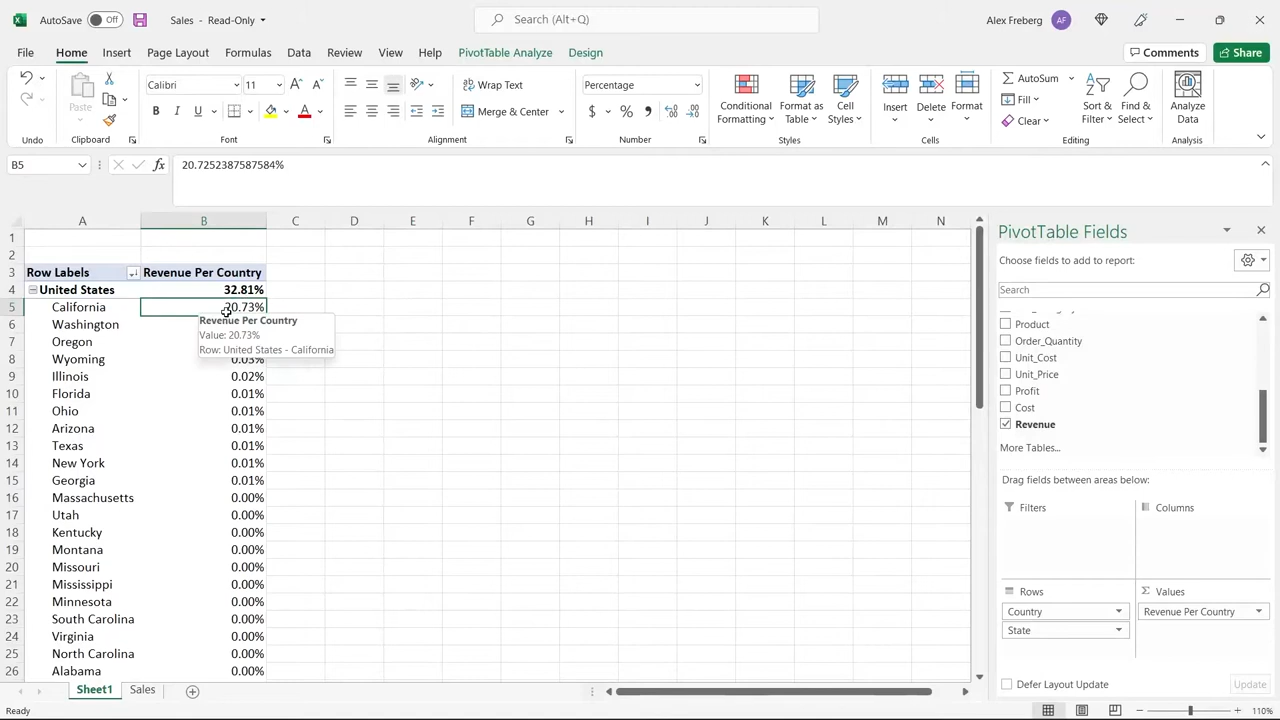 AutoSave Off Sales - Read-Only Search (Alt+Q) Alex Freberg AF
File Home Insert Page Layout Formulas Data Review View Help PivotTable Analyze Design Comments Share
Calibri 11 Wrap Text Percentage AutoSum
Paste Merge & Center Conditional Formatting Format as Table Cell Styles Insert Delete Format Fill Sort & Filter Find & Select Analyze Data
Clear
Undo Clipboard Font Alignment Number Styles Cells Editing Analysis
B5 fx 20.7252387587584%
A B C D E F G H I J K L M N
1
2
3 Row Labels Revenue Per Country
4 United States 32.81%
5 California 20.73%
6 Washington
7 Oregon
8 Wyoming 0.03%
9 Illinois 0.02%
10 Florida 0.01%
11 Ohio 0.01%
12 Arizona 0.01%
13 Texas 0.01%
14 New York 0.01%
15 Georgia 0.01%
16 Massachusetts 0.00%
17 Utah 0.00%
18 Kentucky 0.00%
19 Montana 0.00%
20 Missouri 0.00%
21 Mississippi 0.00%
22 Minnesota 0.00%
23 South Carolina 0.00%
24 Virginia 0.00%
25 North Carolina 0.00%
26 Alabama 0.00%
Revenue Per Country
Value: 20.73%
Row: United States - California
PivotTable Fields
Choose fields to add to report:
Search
Product
Order_Quantity
Unit_Cost
Unit_Price
Profit
Cost
Revenue
More Tables...
Drag fields between areas below:
Filters Columns
Rows Σ Values
Country Revenue Per Country
State
Defer Layout Update Update
Sheet1 Sales
Ready 110%